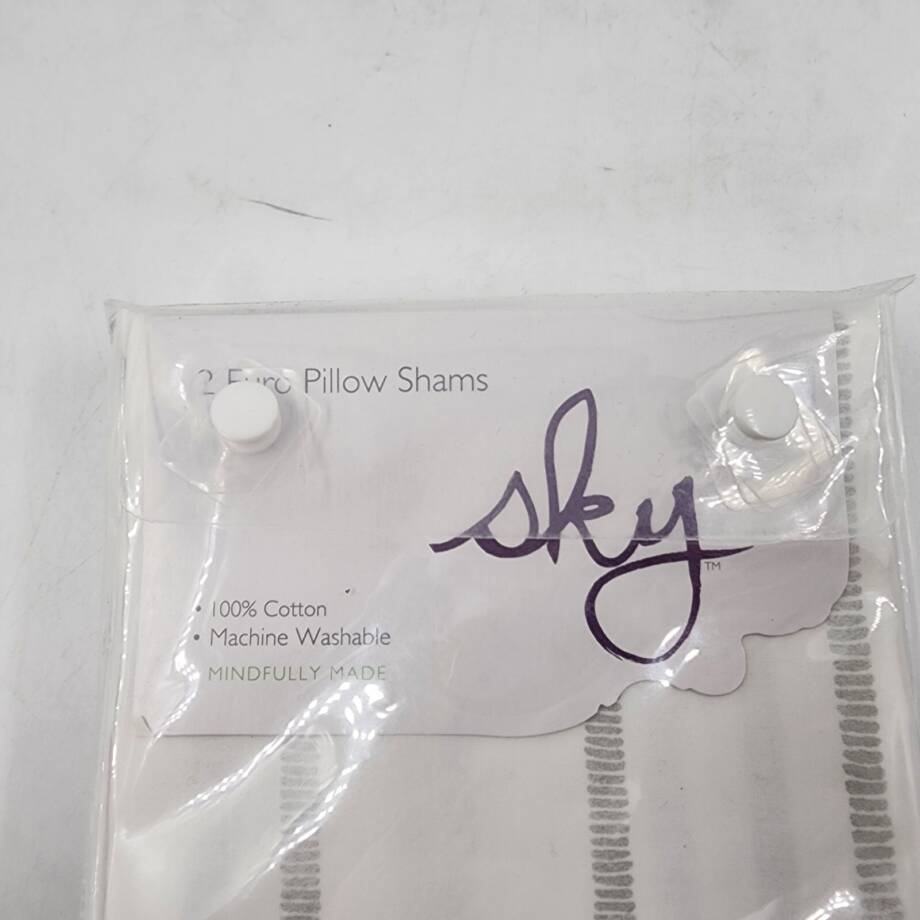 2 Euro Pillow Shams
sky
TM
• 100% Cotton
• Machine Washable
MINDFULLY MADE